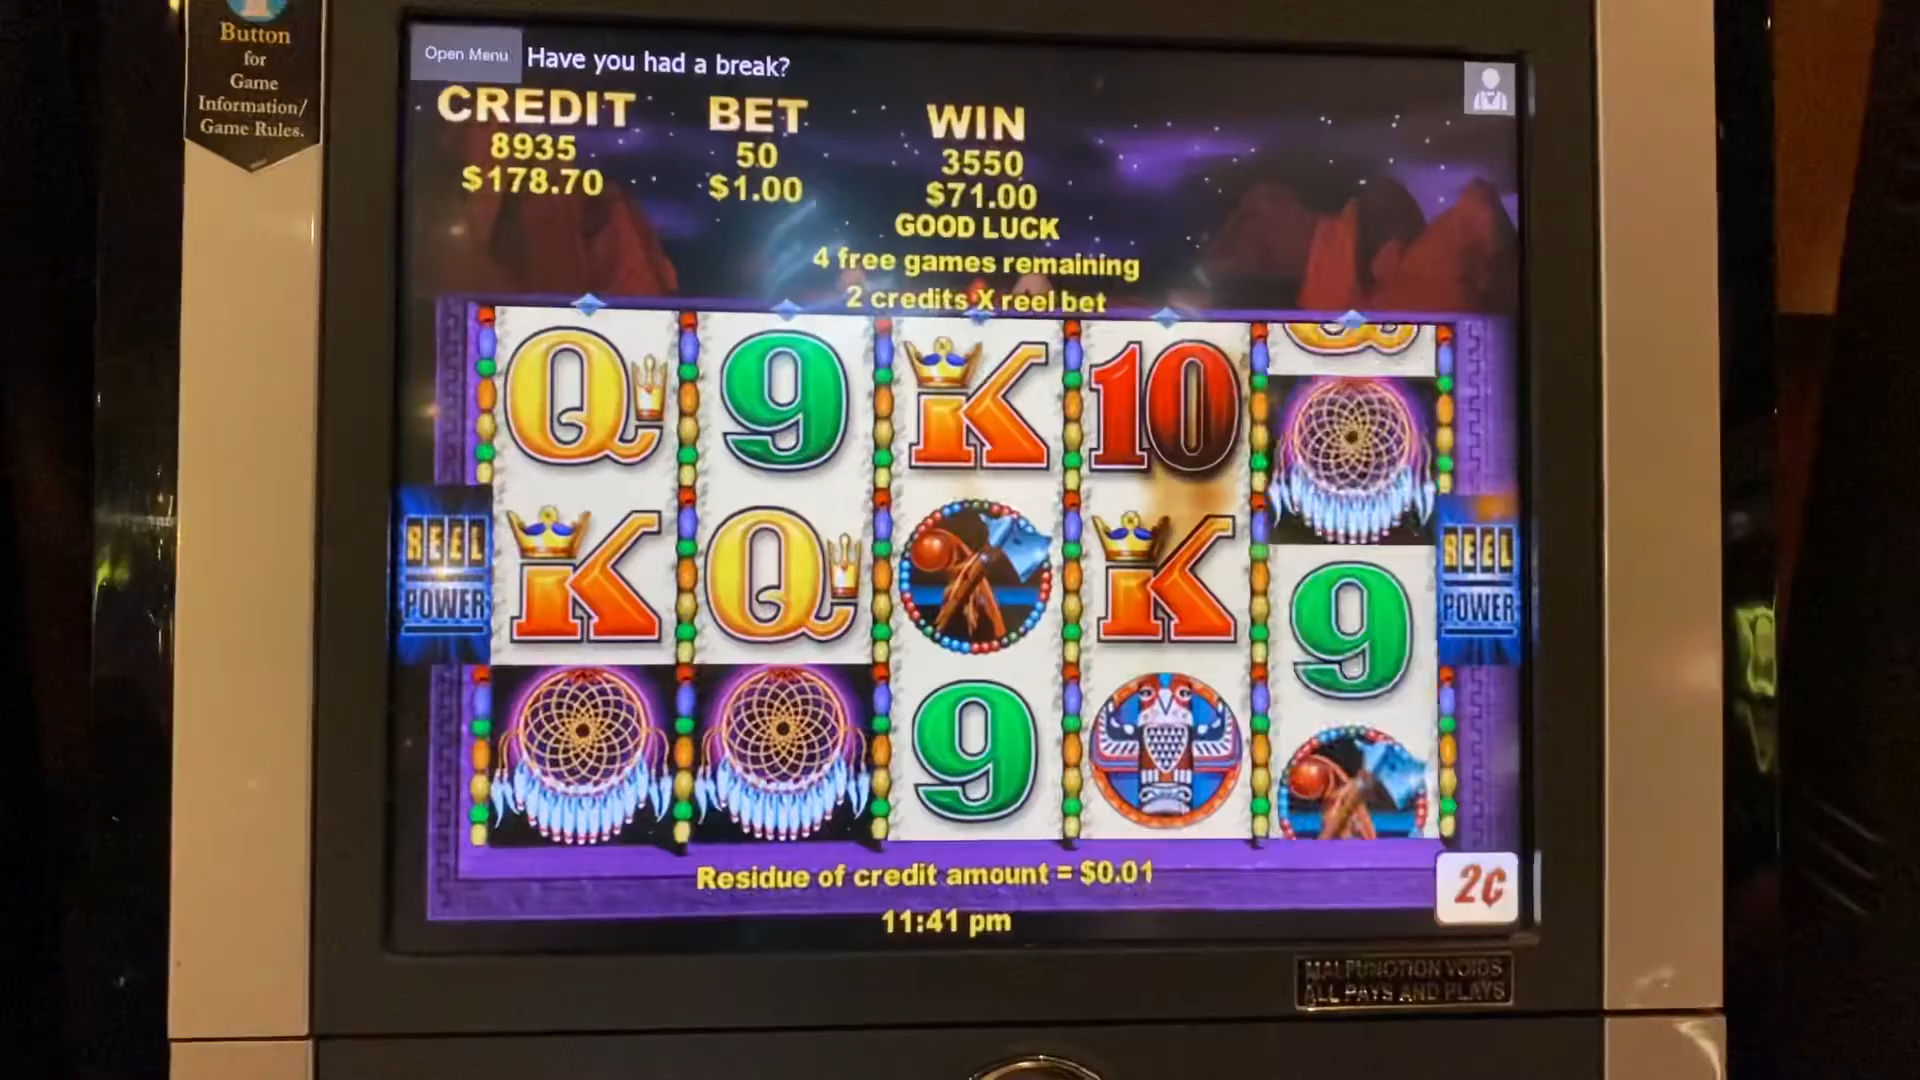 Button
for
Game
Information/
Game Rules.
Open Menu
Have you had a break?
CREDIT
8935
$178.70
BET
50
$1.00
WIN
3550
$71.00
GOOD LUCK
4 free games remaining
2 credits X reel bet
Q 9 K 10 Q
K Q K 9
9
REEL
POWER
REEL
POWER
Residue of credit amount = $0.01
2¢
11:41 pm
MALFUNCTION VOIDS
ALL PAYS AND PLAYS